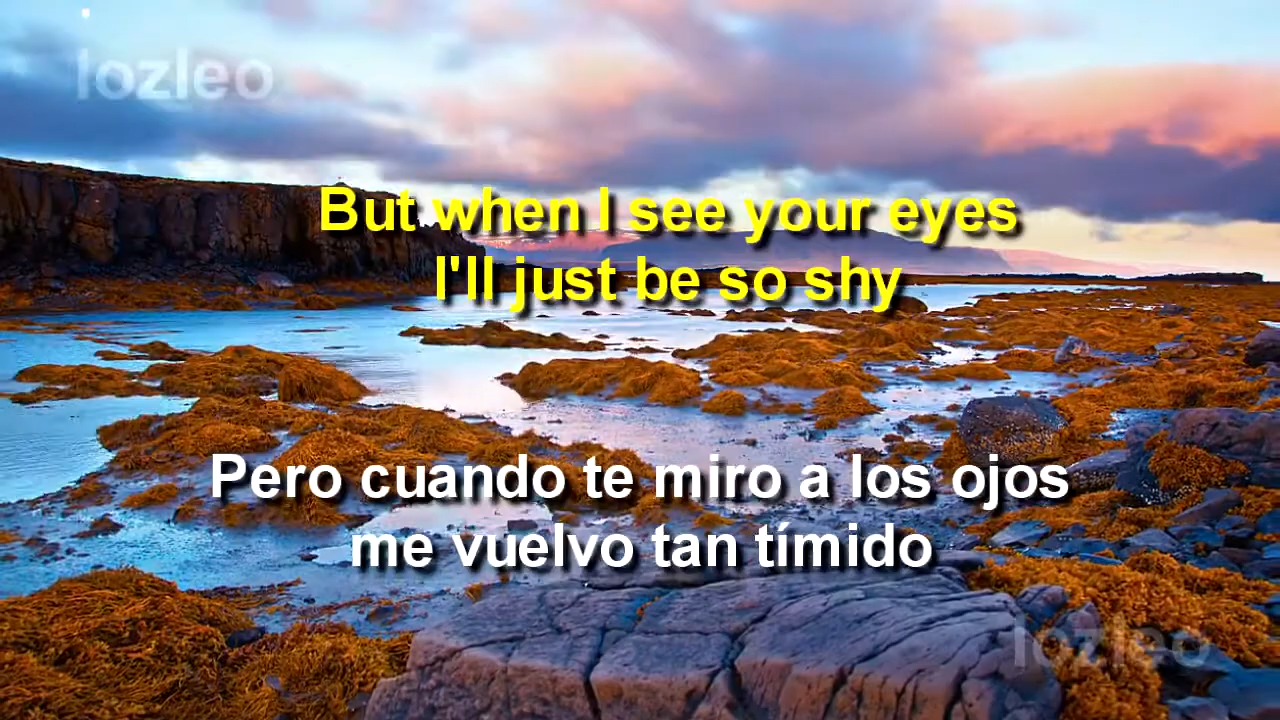 lozleo
But when I see your eyes
I'll just be so shy
Pero cuando te miro a los ojos
me vuelvo tan tímido
lozleo